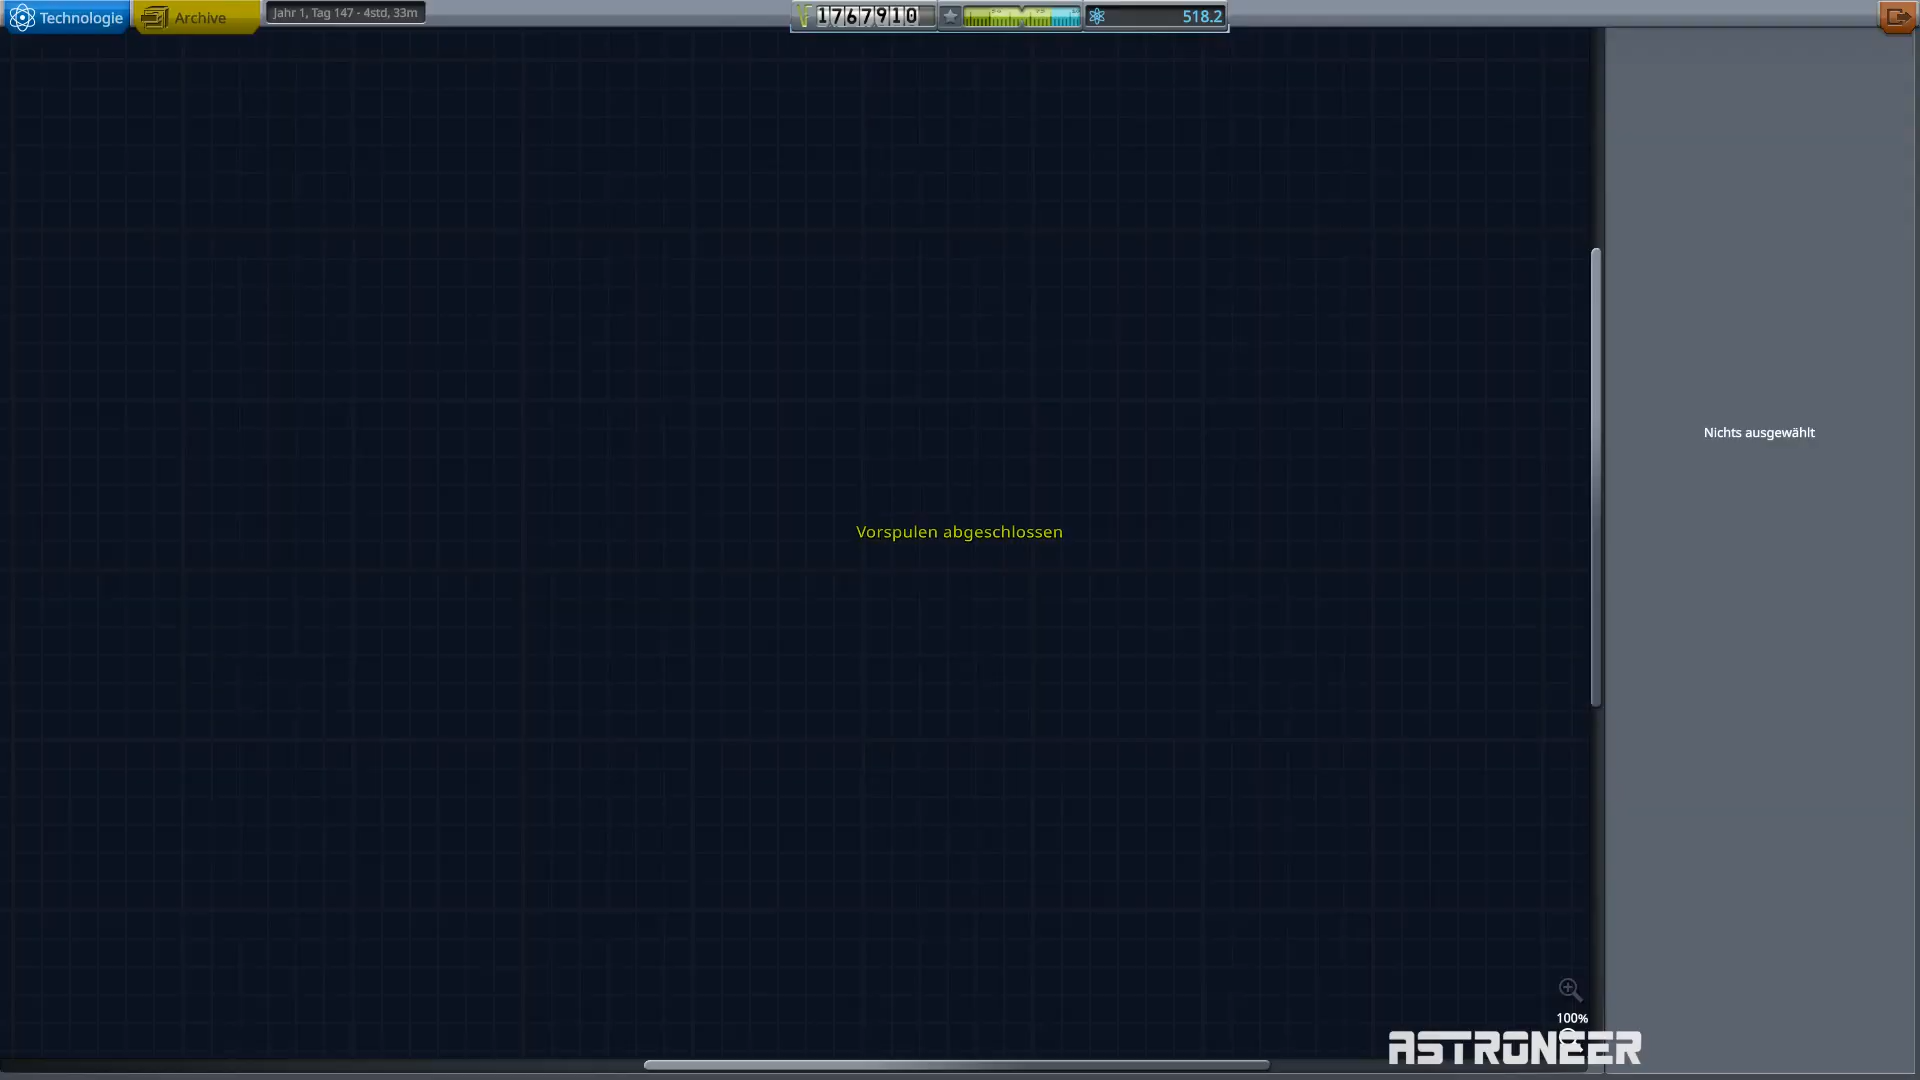 Technologie
Archive
Jahr 1, Tag 147 - 4std, 33m
1767910
518.2
Nichts ausgewählt
Vorspulen abgeschlossen
100%
ASTRONEER